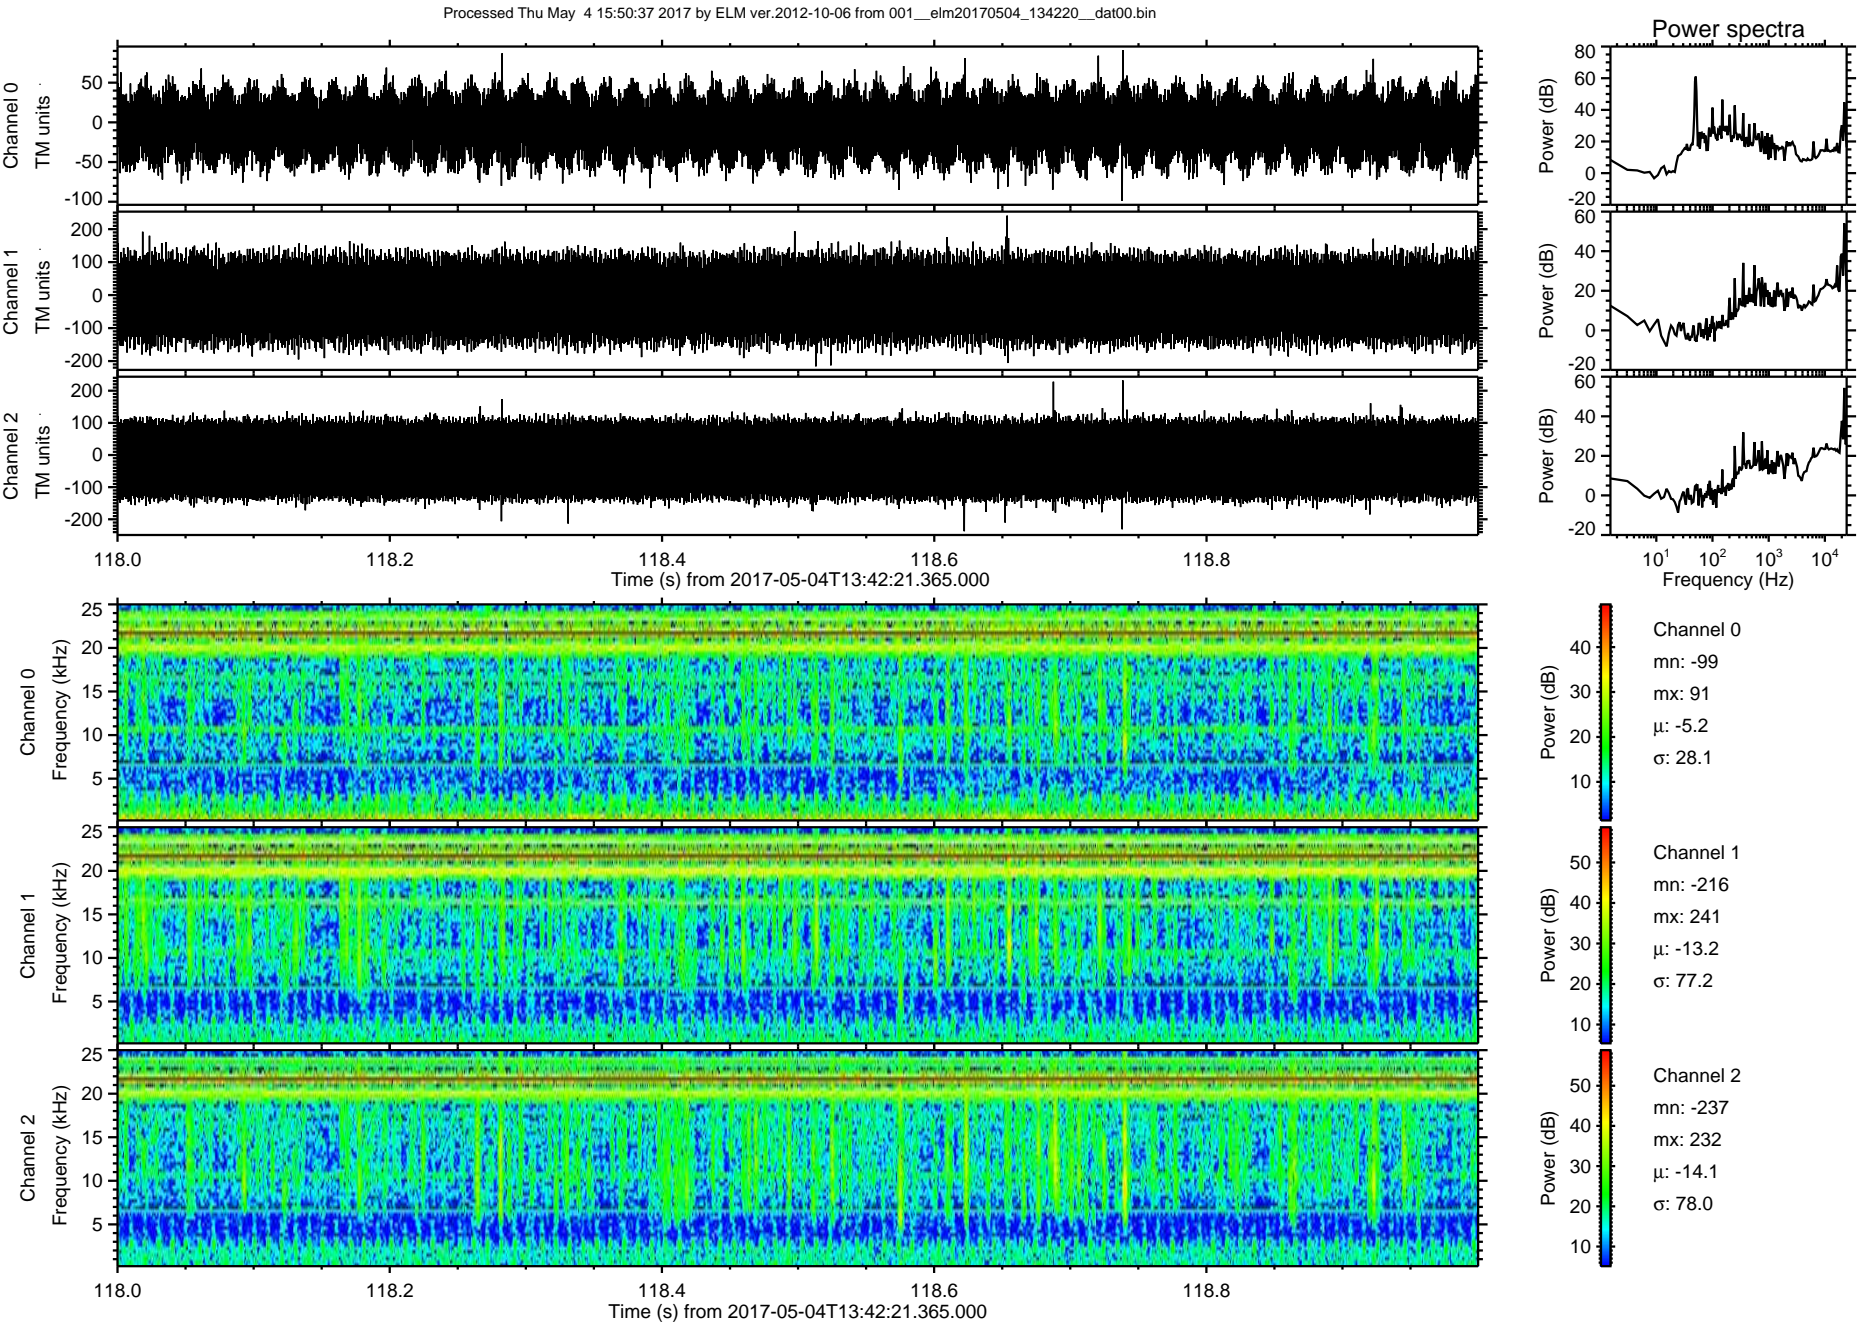 Processed Thu May  4 15:50:37 2017 by ELM ver.2012-10-06 from 001__elm20170504_134220__dat00.bin
Power spectra
Channel 0
TM units
50
0
-50
-100
Power (dB)
80
60
40
20
0
-20
Channel 1
TM units
200
100
0
-100
-200
Power (dB)
60
40
20
0
-20
Channel 2
TM units
200
100
0
-100
-200
Power (dB)
60
40
20
0
-20
118.0 118.2 118.4 118.6 118.8
Time (s) from 2017-05-04T13:42:21.365.000
10¹ 10² 10³ 10⁴
Frequency (Hz)
Channel 0
Frequency (kHz)
25
20
15
10
5
Power (dB)
40
30
20
10
Channel 0
mn: -99
mx: 91
μ: -5.2
σ: 28.1
Channel 1
Frequency (kHz)
25
20
15
10
5
Power (dB)
50
40
30
20
10
Channel 1
mn: -216
mx: 241
μ: -13.2
σ: 77.2
Channel 2
Frequency (kHz)
25
20
15
10
5
Power (dB)
50
40
30
20
10
Channel 2
mn: -237
mx: 232
μ: -14.1
σ: 78.0
118.0 118.2 118.4 118.6 118.8
Time (s) from 2017-05-04T13:42:21.365.000